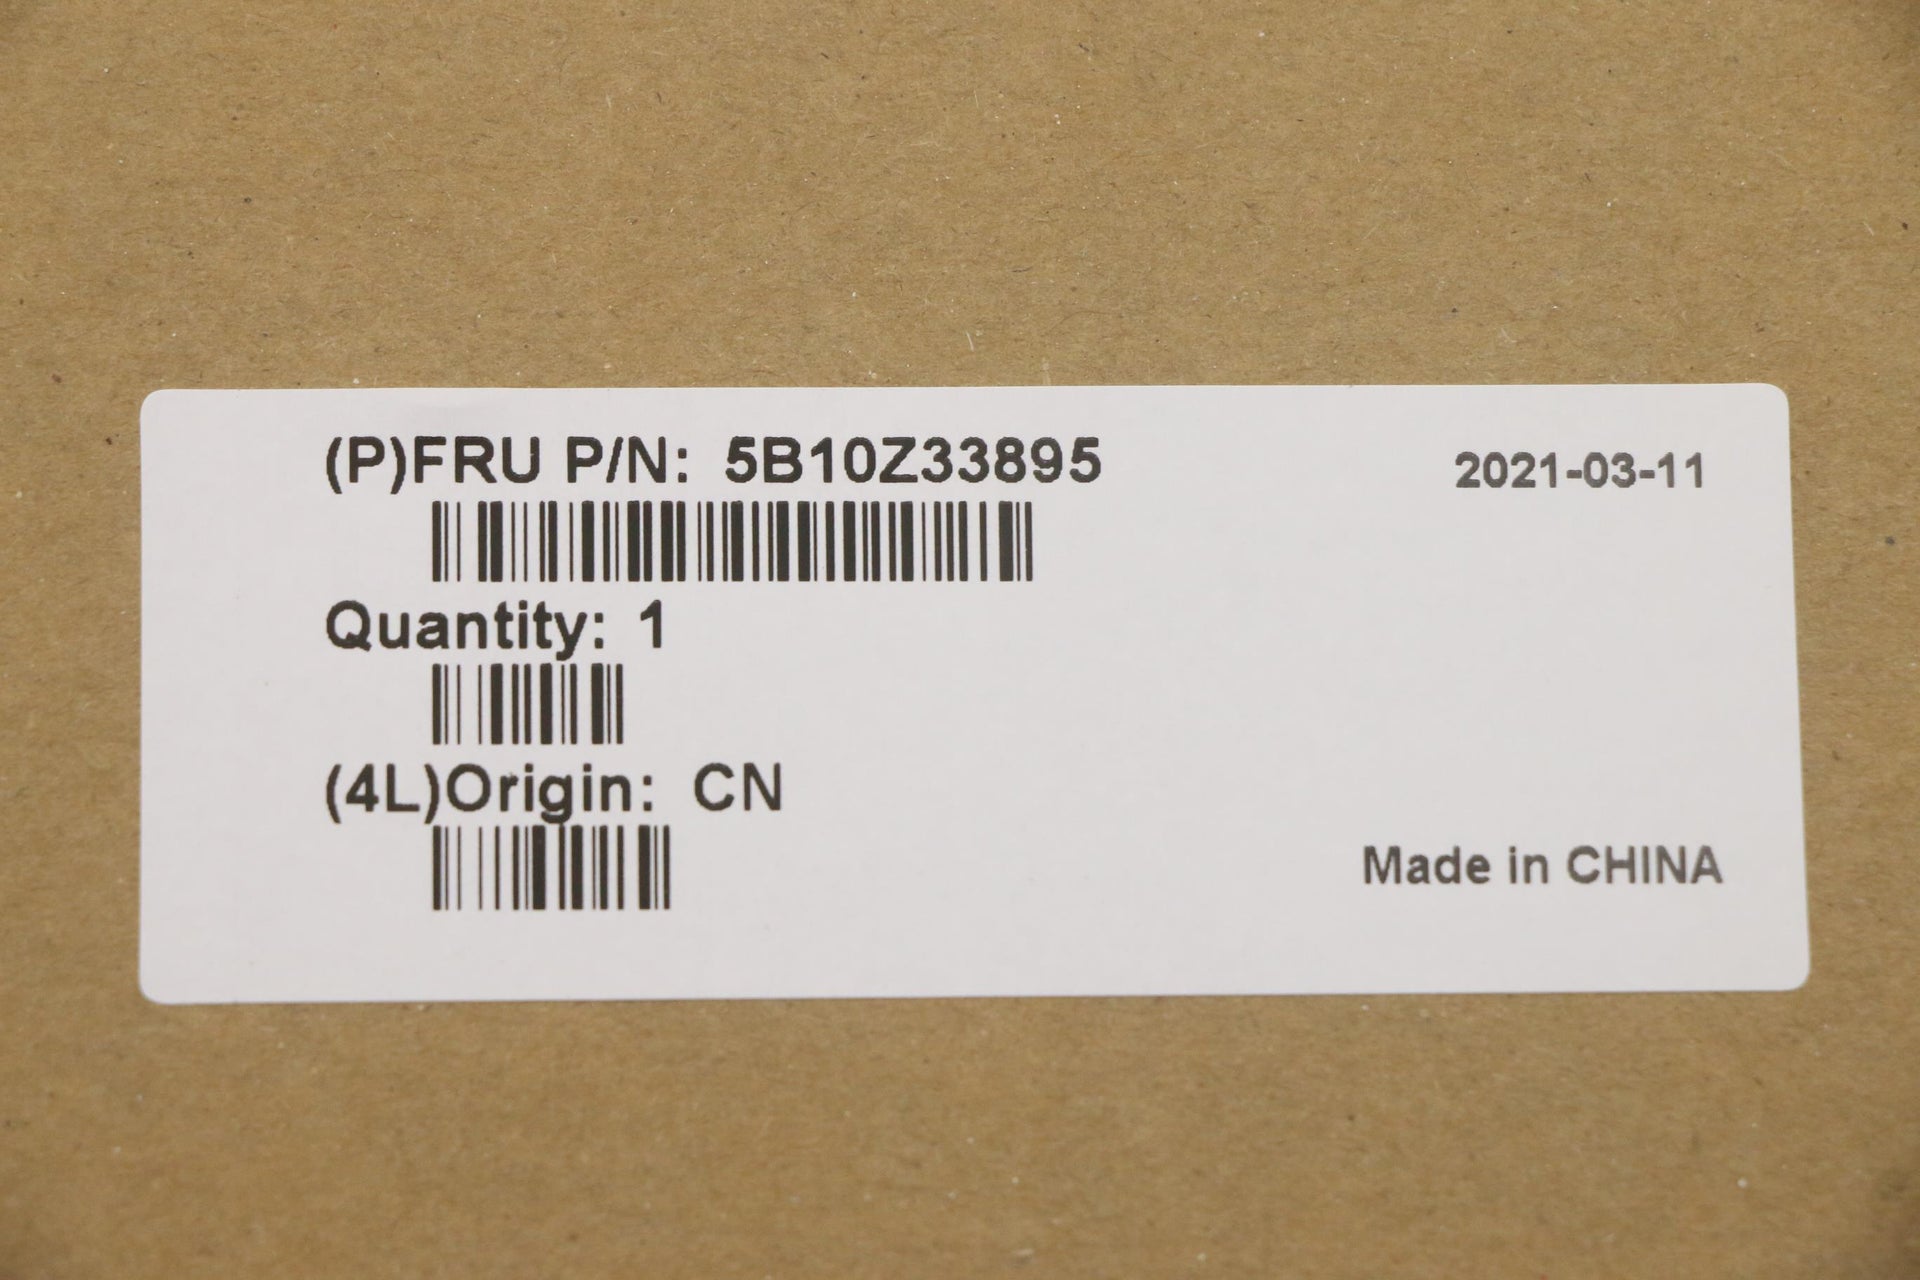 (P)FRU P/N: 5B10Z33895
2021-03-11
Quantity: 1
(4L)Origin: CN
Made in CHINA